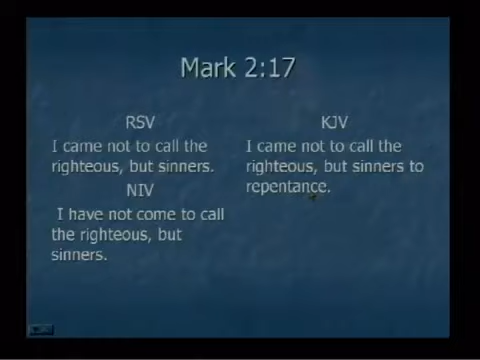 Mark 2:17
RSV
I came not to call the
righteous, but sinners.
NIV
I have not come to call
the righteous, but
sinners.
KJV
I came not to call the
righteous, but sinners to
repentance.